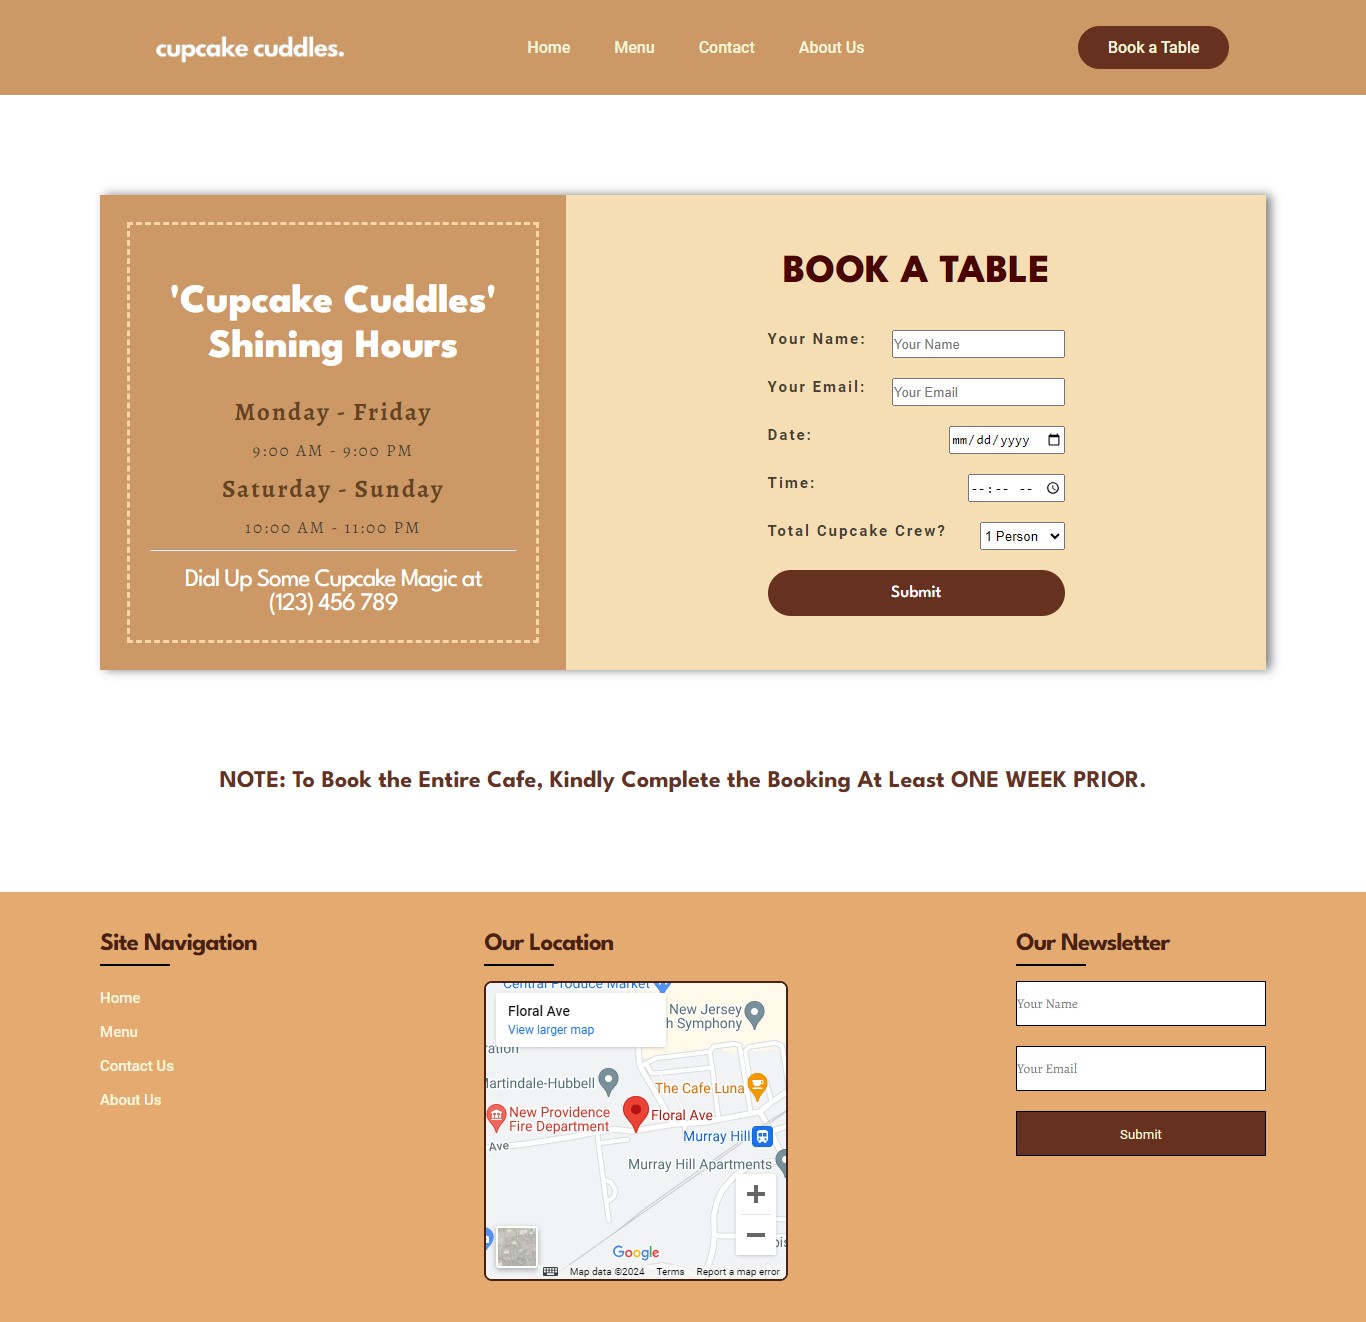 cupcake cuddles.
Home
Menu
Contact
About Us
Book a Table
'Cupcake Cuddles'
Shining Hours
Monday - Friday
9:00 AM - 9:00 PM
Saturday - Sunday
10:00 AM - 11:00 PM
Dial Up Some Cupcake Magic at
(123) 456 789
BOOK A TABLE
Your Name:
Your Name
Your Email:
Your Email
Date:
mm/dd/yyyy
Time:
--:-- --
Total Cupcake Crew?
1 Person
Submit
NOTE: To Book the Entire Cafe, Kindly Complete the Booking At Least ONE WEEK PRIOR.
Site Navigation
Home
Menu
Contact Us
About Us
Our Location
Central Produce Market
Floral Ave
View larger map
New Jersey
h Symphony
ration
Martindale-Hubbell
The Cafe Luna
New Providence
Fire Department
Floral Ave
Murray Hill
Ave
Murray Hill Apartments
Google
Map data ©2024
Terms
Report a map error
Our Newsletter
Your Name
Your Email
Submit